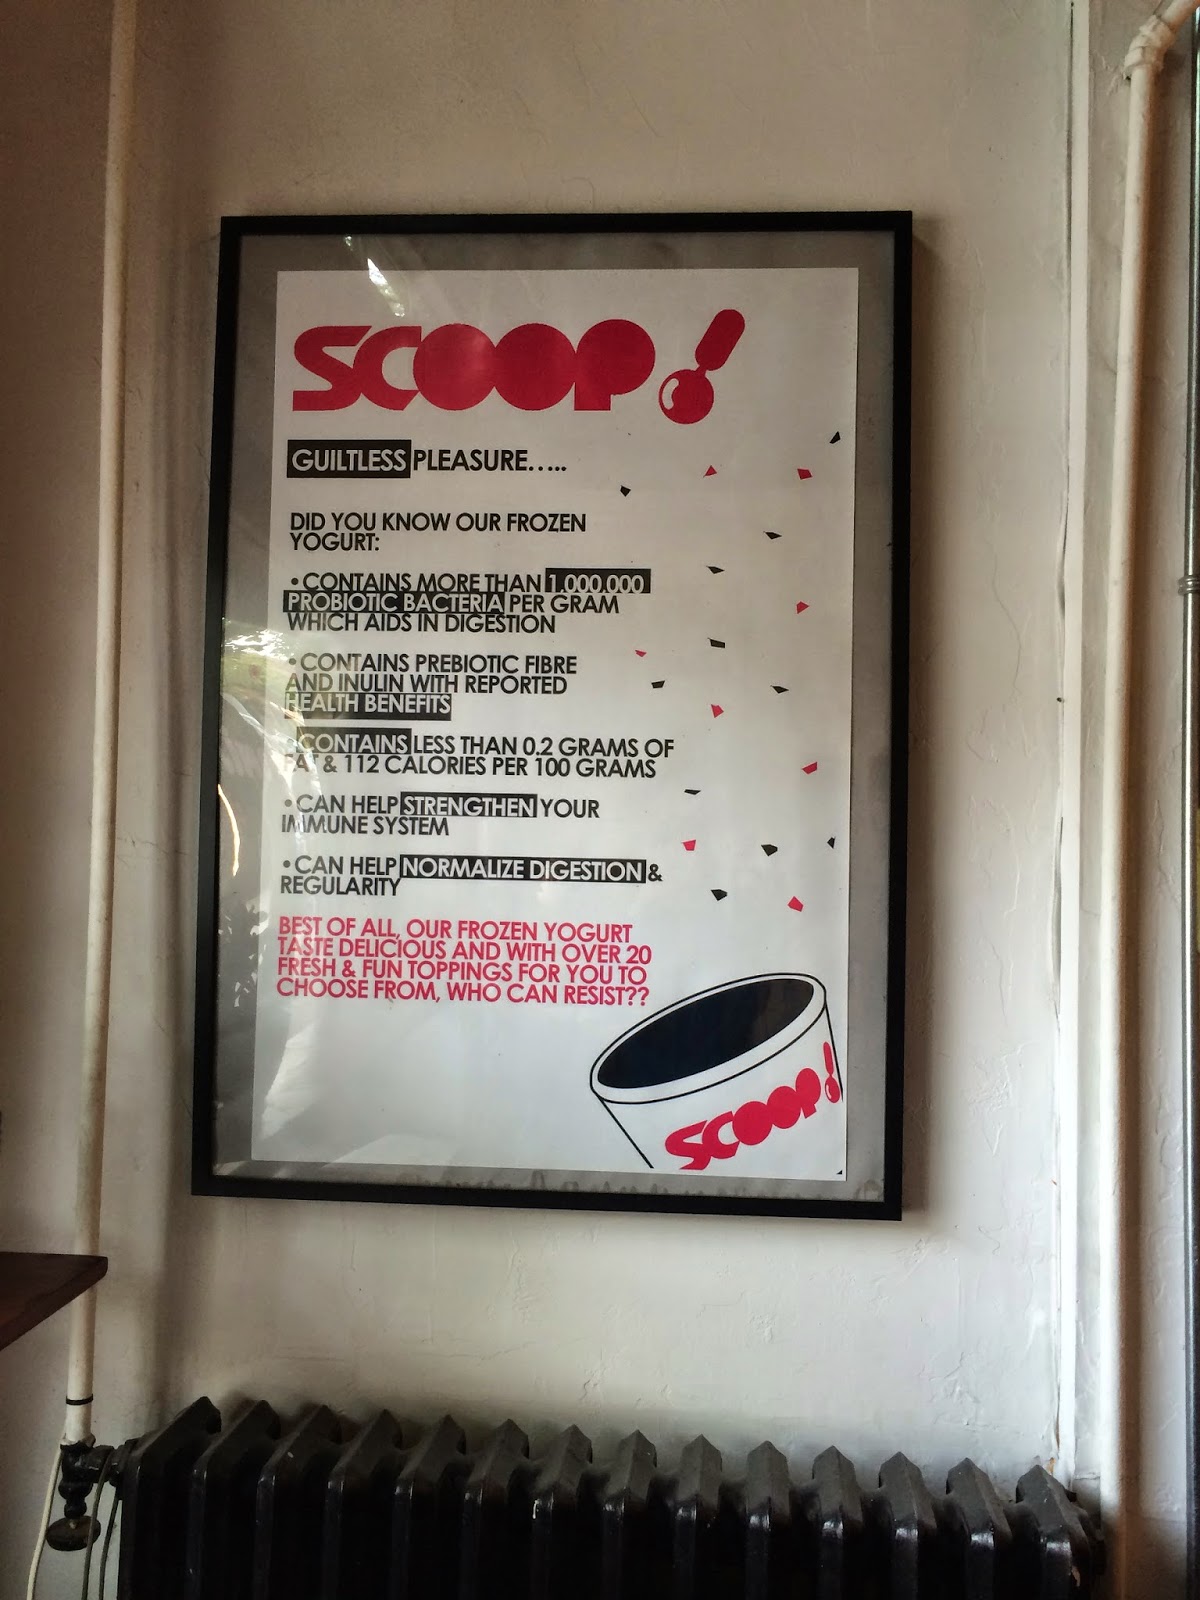 SCOOP!
GUILTLESS PLEASURE.....
DID YOU KNOW OUR FROZEN
YOGURT:
• CONTAINS MORE THAN 1,000,000
PROBIOTIC BACTERIA PER GRAM
WHICH AIDS IN DIGESTION
• CONTAINS PREBIOTIC FIBRE
AND INULIN WITH REPORTED
HEALTH BENEFITS
• CONTAINS LESS THAN 0.2 GRAMS OF
FAT & 112 CALORIES PER 100 GRAMS
• CAN HELP STRENGTHEN YOUR
IMMUNE SYSTEM
• CAN HELP NORMALIZE DIGESTION &
REGULARITY
BEST OF ALL, OUR FROZEN YOGURT
TASTE DELICIOUS AND WITH OVER 20
FRESH & FUN TOPPINGS FOR YOU TO
CHOOSE FROM, WHO CAN RESIST??
SCOOP!